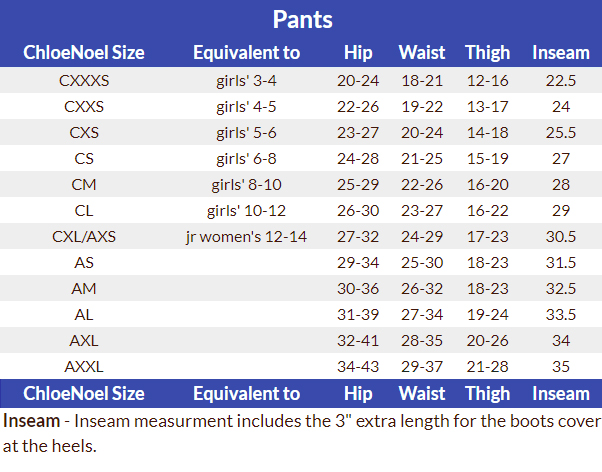 Pants
ChloeNoel Size Equivalent to Hip Waist Thigh Inseam
CXXXS girls' 3-4 20-24 18-21 12-16 22.5
CXXS girls' 4-5 22-26 19-22 13-17 24
CXS girls' 5-6 23-27 20-24 14-18 25.5
CS girls' 6-8 24-28 21-25 15-19 27
CM girls' 8-10 25-29 22-26 16-20 28
CL girls' 10-12 26-30 23-27 16-22 29
CXL/AXS jr women's 12-14 27-32 24-29 17-23 30.5
AS 29-34 25-30 18-23 31.5
AM 30-36 26-32 18-23 32.5
AL 31-39 27-34 19-24 33.5
AXL 32-41 28-35 20-26 34
AXXL 34-43 29-37 21-28 35
ChloeNoel Size Equivalent to Hip Waist Thigh Inseam
Inseam - Inseam measurment includes the 3" extra length for the boots cover
at the heels.